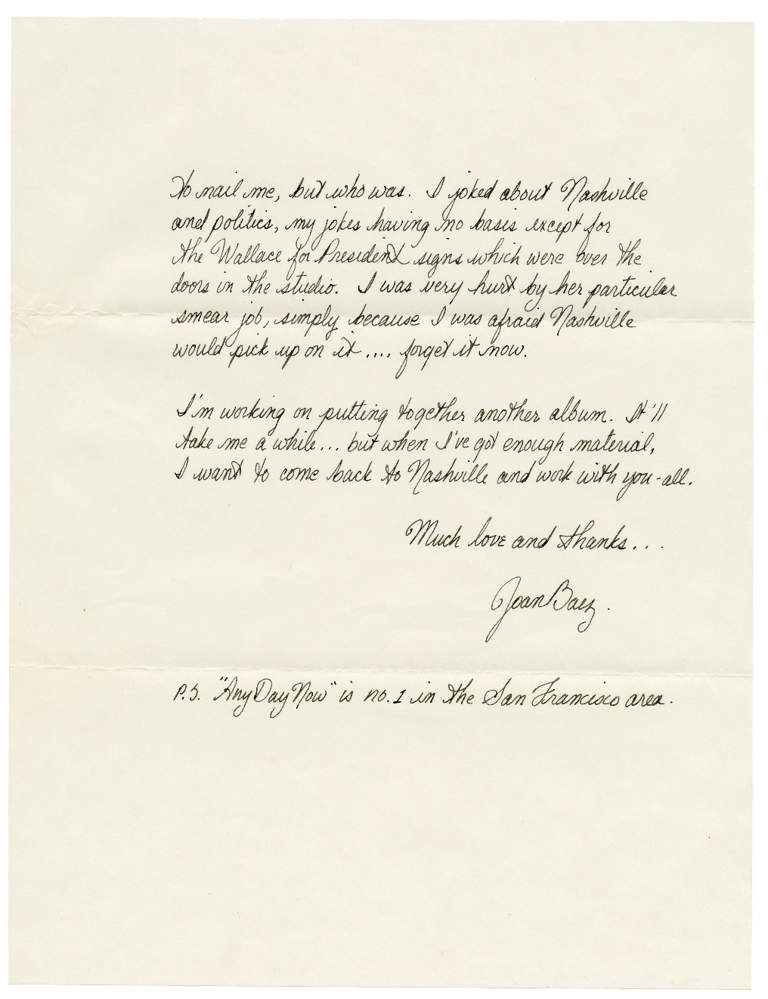 to nail me, but who was. I joked about Nashville
and politics, my jokes having no basis except for
the Wallace for President signs which were over the
doors in the studio. I was very hurt by her particular
smear job, simply because I was afraid Nashville
would pick up on it.... forget it now.
I'm working on putting together another album. It'll
take me a while... but when I've got enough material,
I want to come back to Nashville and work with you-all.
Much love and thanks...
Joan Baez.
P.S. "Any Day Now" is no. 1 in the San Francisco area.